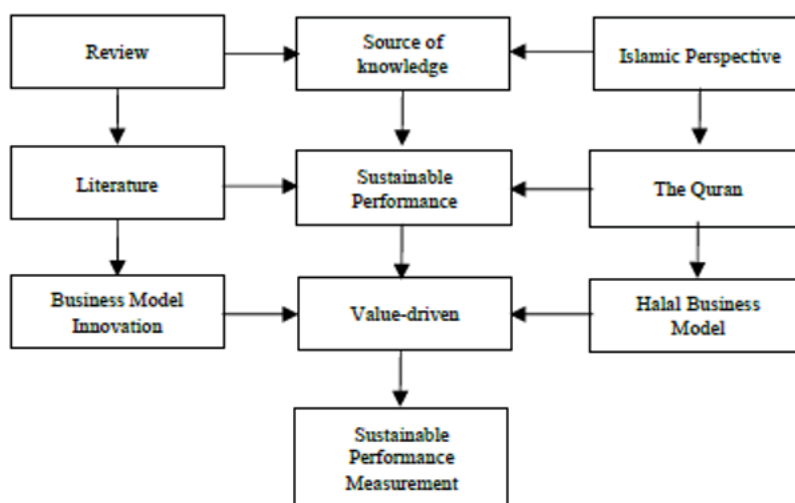 Review
Source of
knowledge
Islamic Perspective
Literature
Sustainable
Performance
The Quran
Business Model
Innovation
Value-driven
Halal Business
Model
Sustainable
Performance
Measurement